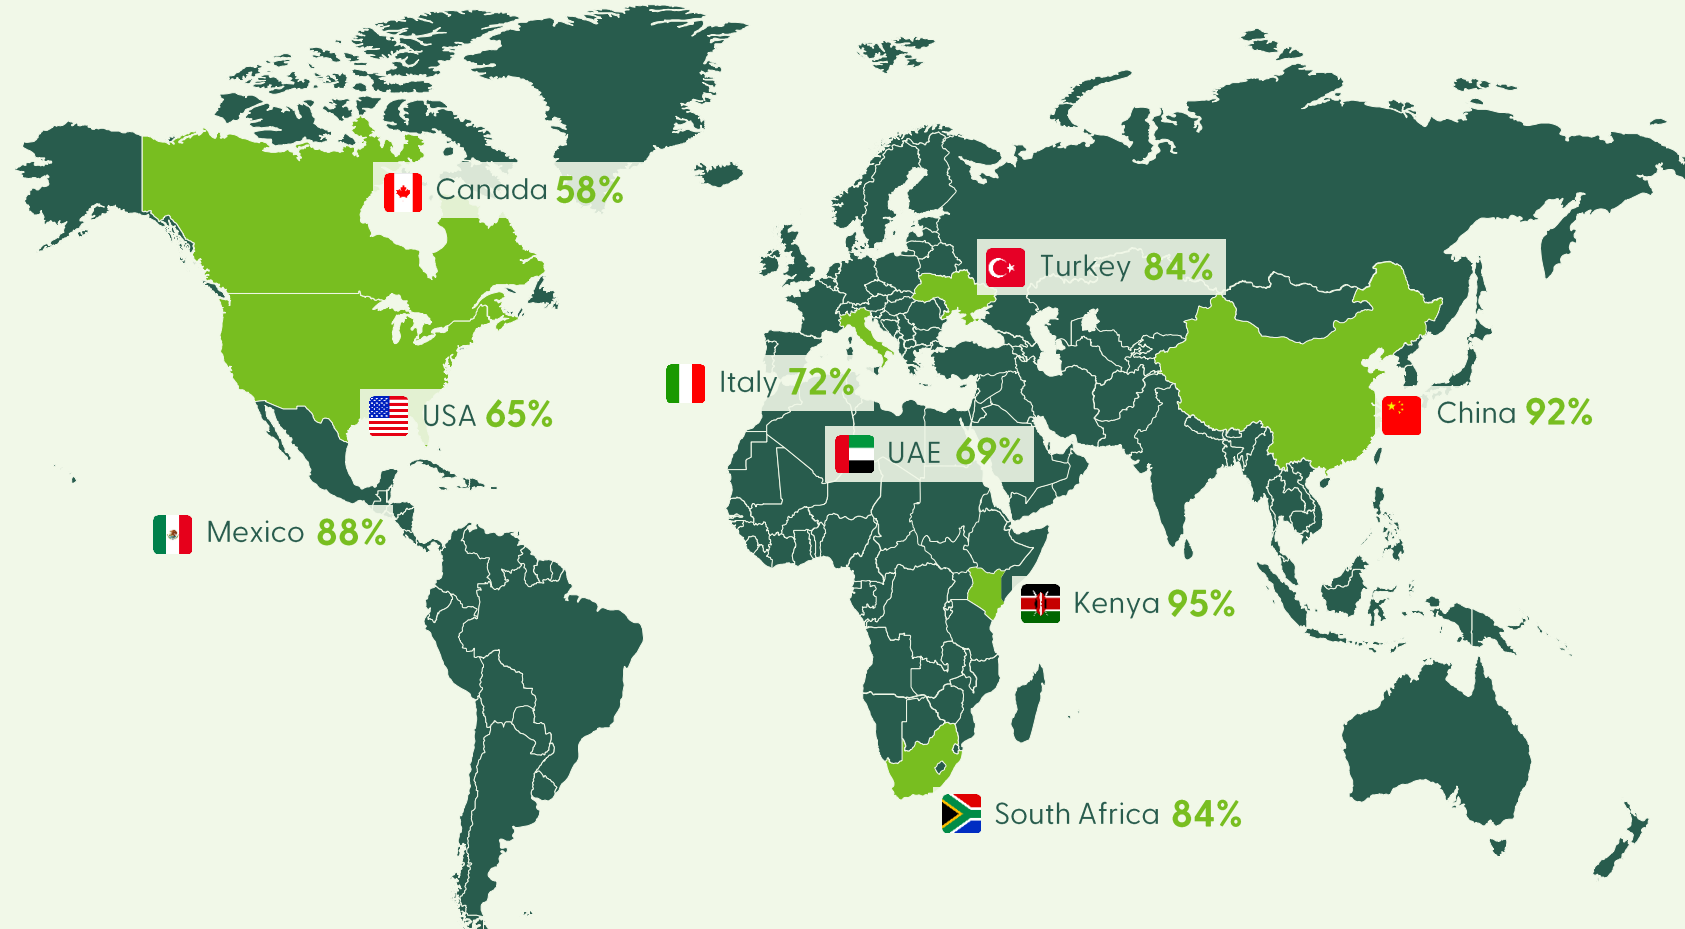 Canada 58%
Turkey 84%
Italy 72%
USA 65%
China 92%
UAE 69%
Mexico 88%
Kenya 95%
South Africa 84%